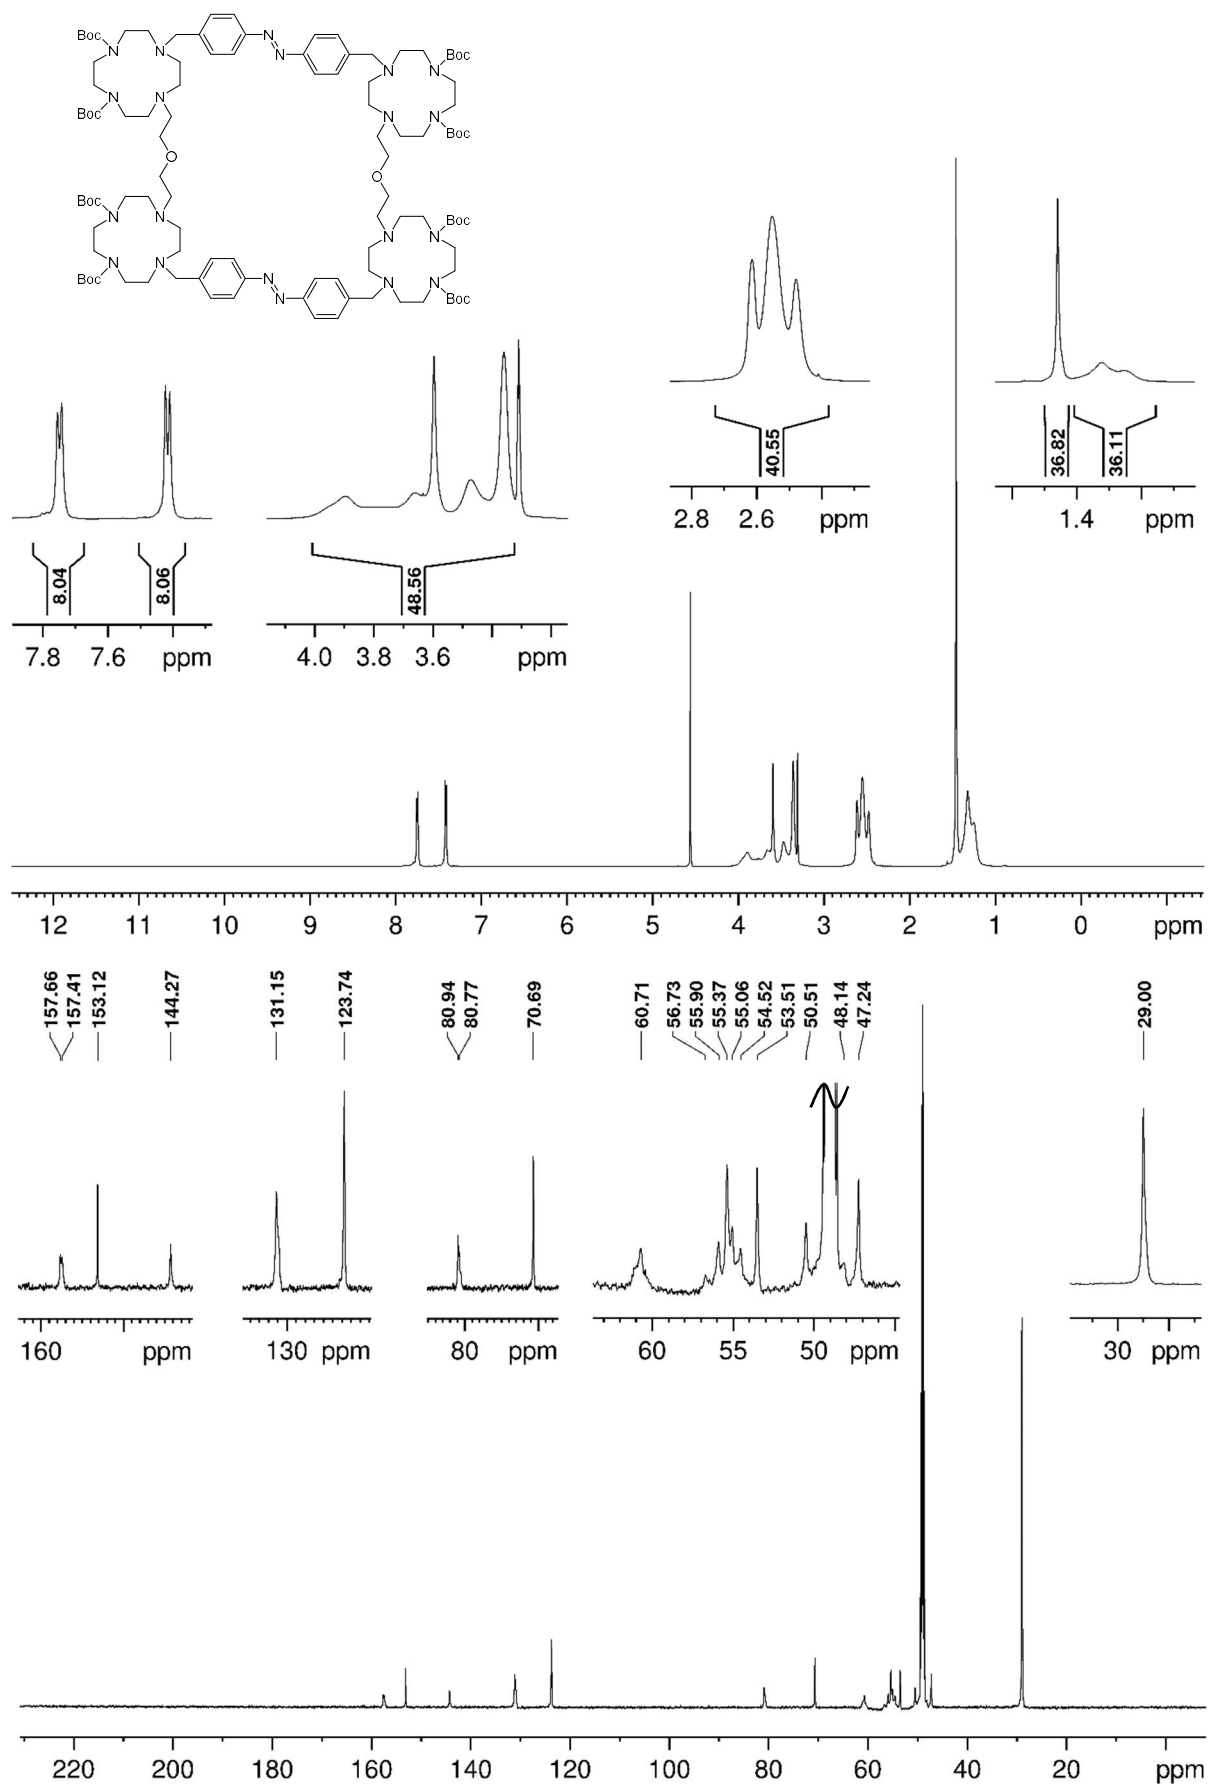 Boc N N N N Boc
N N Boc
Boc N N N N Boc
O
O
Boc N N N N Boc
Boc N N N N Boc
N N Boc
40.55
36.82 36.11
2.8 2.6 ppm
1.4 ppm
8.04 8.06
48.56
7.8 7.6 ppm
4.0 3.8 3.6 ppm
12 11 10 9 8 7 6 5 4 3 2 1 0 ppm
157.66 157.41 153.12 144.27 131.15 123.74 80.94 80.77 70.69 60.71 56.73 55.90 55.37 55.06 54.52 53.51 50.51 48.14 47.24 29.00
160 ppm 130 ppm 80 ppm 60 55 50 ppm 30 ppm
220 200 180 160 140 120 100 80 60 40 20 ppm